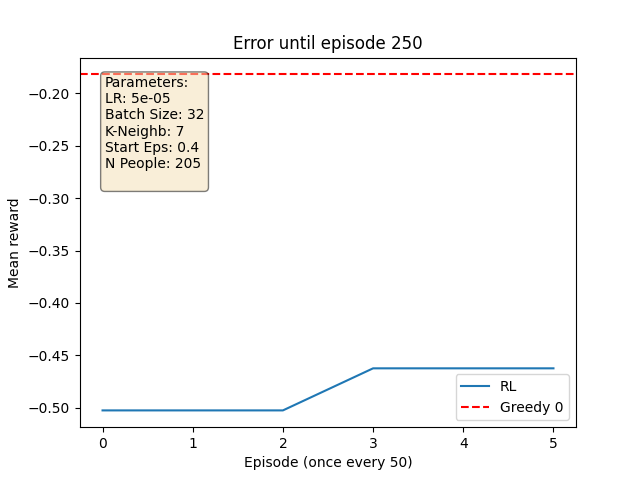 Error until episode 250
Parameters:
LR: 5e-05
Batch Size: 32
K-Neighb: 7
Start Eps: 0.4
N People: 205
Mean reward
−0.20
−0.25
−0.30
−0.35
−0.40
−0.45
−0.50
RL
Greedy 0
0 1 2 3 4 5
Episode (once every 50)